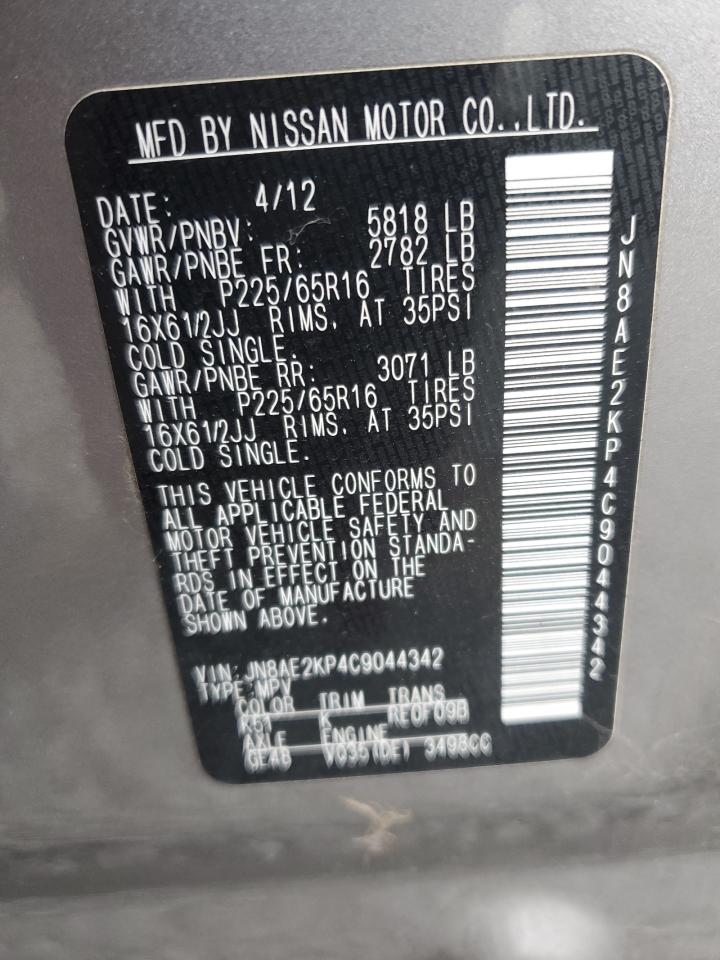 MFD BY NISSAN MOTOR CO.,LTD.
DATE: 4/12
GVWR/PNBV: 5818 LB
GAWR/PNBE FR: 2782 LB
WITH P225/65R16 TIRES
16X61/2JJ RIMS, AT 35PSI
COLD SINGLE.
GAWR/PNBE RR: 3071 LB
WITH P225/65R16 TIRES
16X61/2JJ RIMS, AT 35PSI
COLD SINGLE.
THIS VEHICLE CONFORMS TO
ALL APPLICABLE FEDERAL
MOTOR VEHICLE SAFETY AND
THEFT PREVENTION STANDA-
RDS IN EFFECT ON THE
DATE OF MANUFACTURE
SHOWN ABOVE.
VIN:JN8AE2KP4C9044342
TYPE:MPV
COLOR TRIM TRANS
K51 K RE0F09B
AXLE ENGINE
GE4B VQ35(DE) 3498CC
JN8AE2KP4C9044342